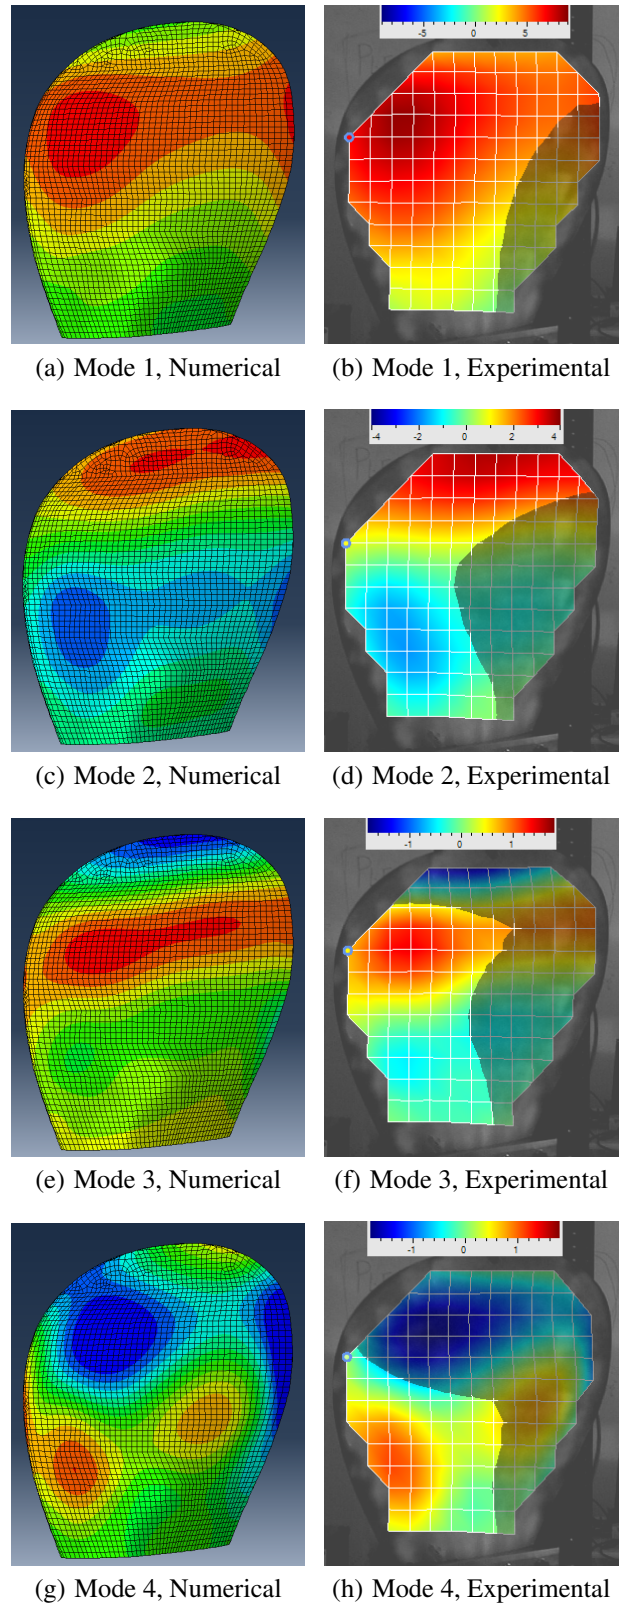 -5 0 5
(a) Mode 1, Numerical (b) Mode 1, Experimental
-4 -2 0 2 4
(c) Mode 2, Numerical (d) Mode 2, Experimental
-1 0 1
(e) Mode 3, Numerical (f) Mode 3, Experimental
-1 0 1
(g) Mode 4, Numerical (h) Mode 4, Experimental